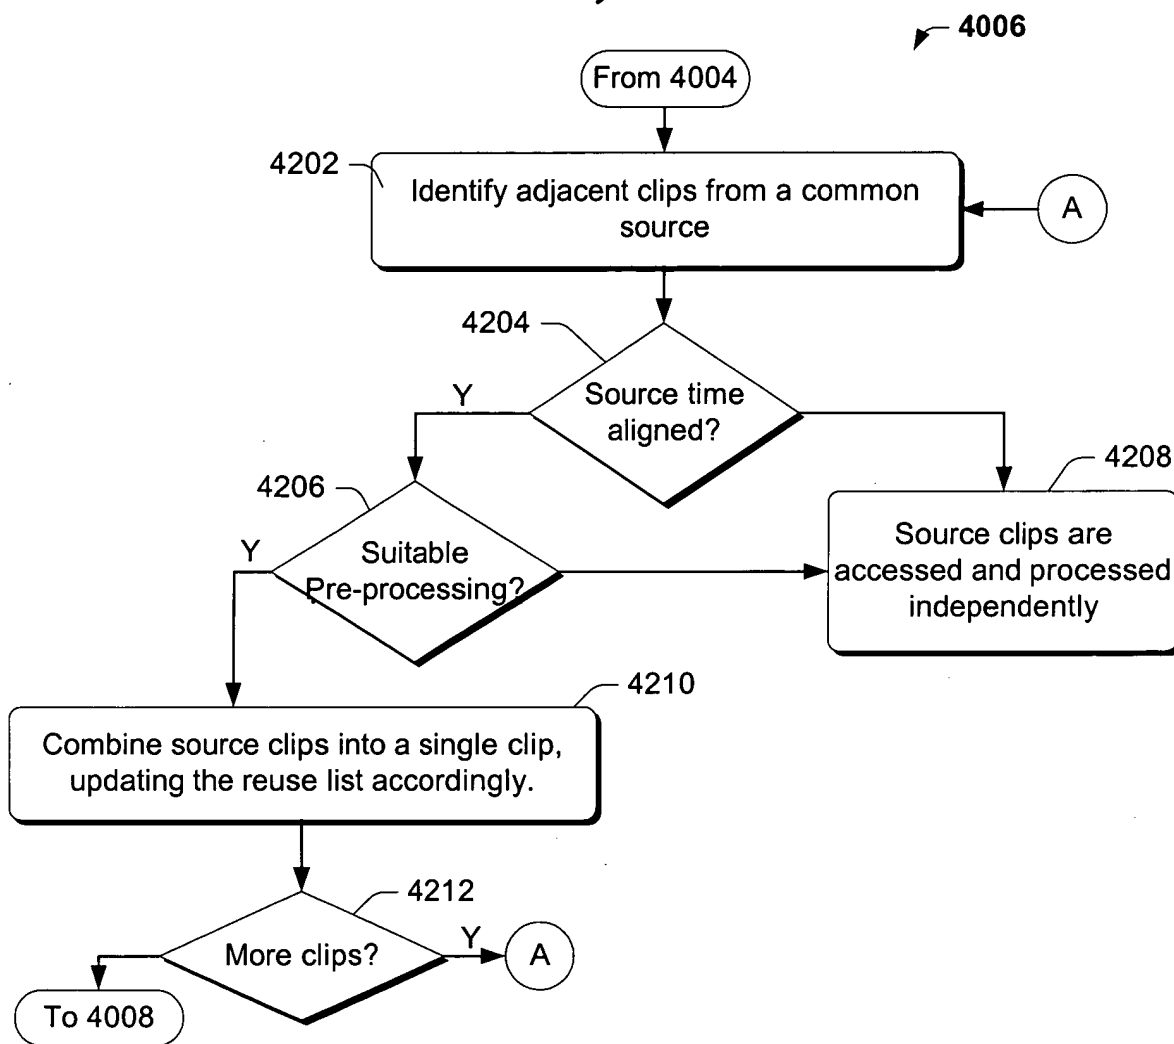 4006
From 4004
4202
Identify adjacent clips from a common
source
A
4204
Y
Source time
aligned?
4206
4208
Y
Suitable
Pre-processing?
Source clips are
accessed and processed
independently
4210
Combine source clips into a single clip,
updating the reuse list accordingly.
4212
More clips?
Y
A
To 4008